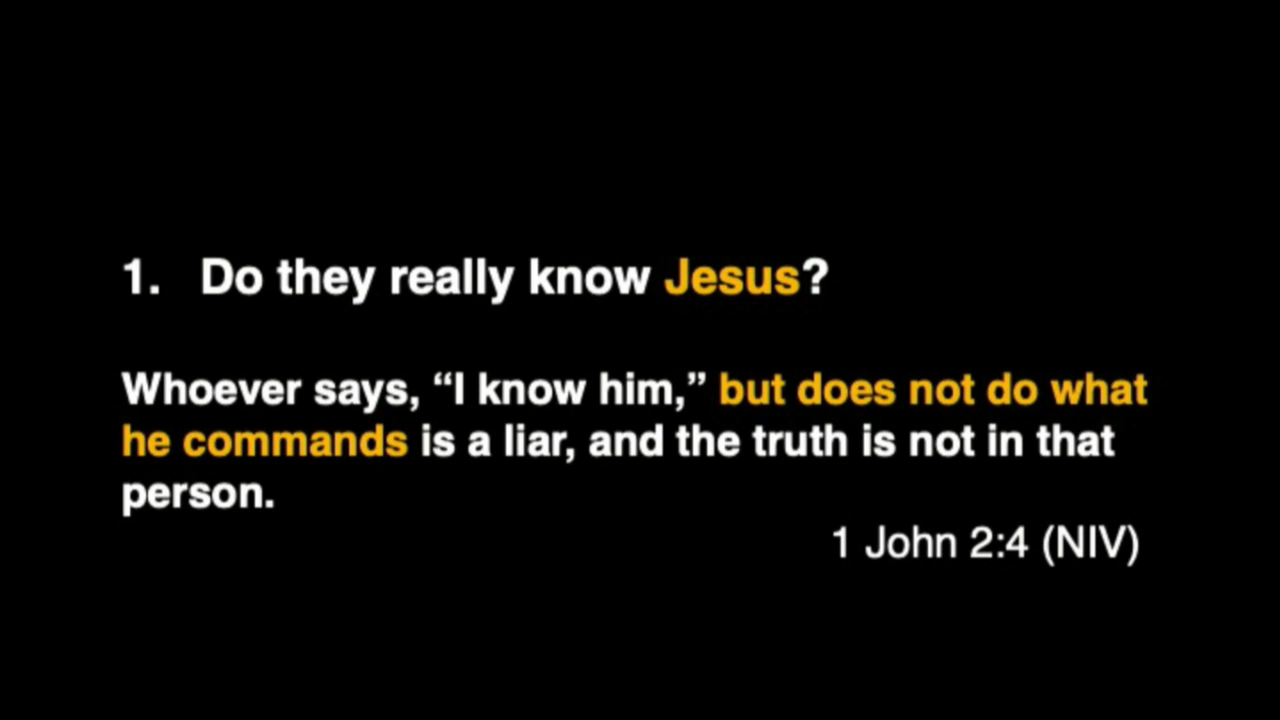 1. Do they really know Jesus?
Whoever says, “I know him,” but does not do what
he commands is a liar, and the truth is not in that
person.
1 John 2:4 (NIV)